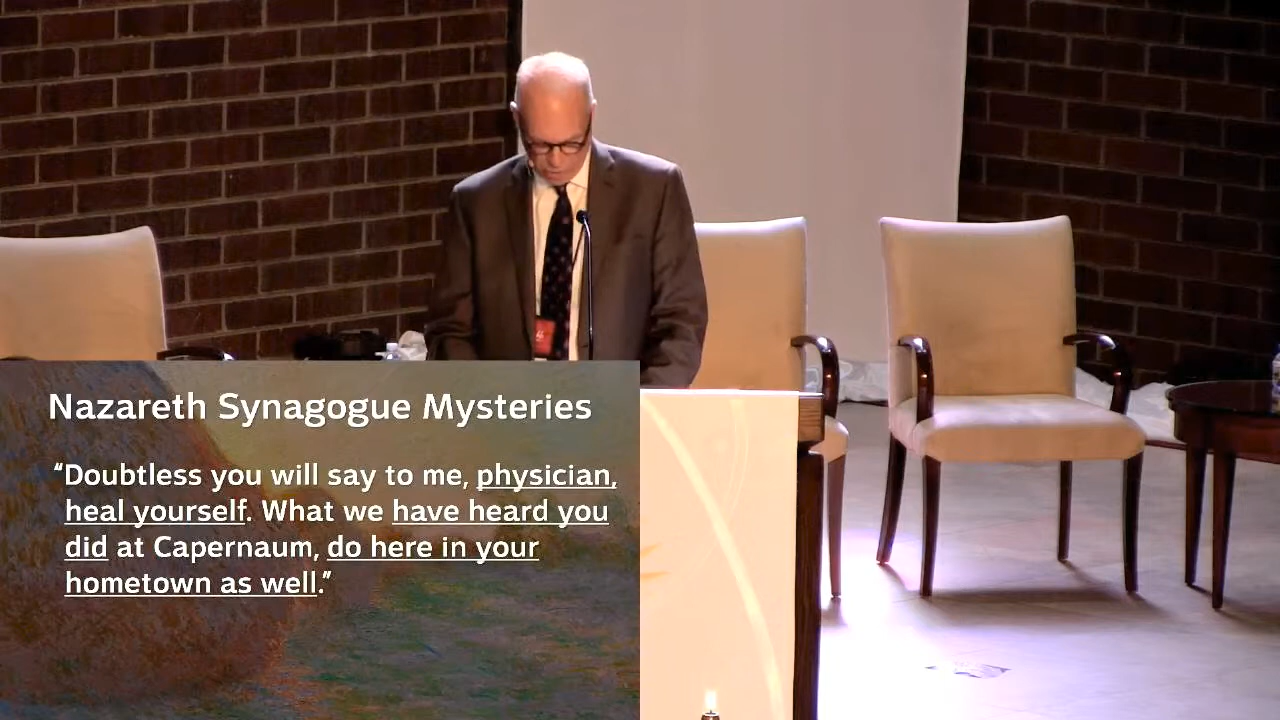 Nazareth Synagogue Mysteries
“Doubtless you will say to me, physician,
heal yourself. What we have heard you
did at Capernaum, do here in your
hometown as well.”